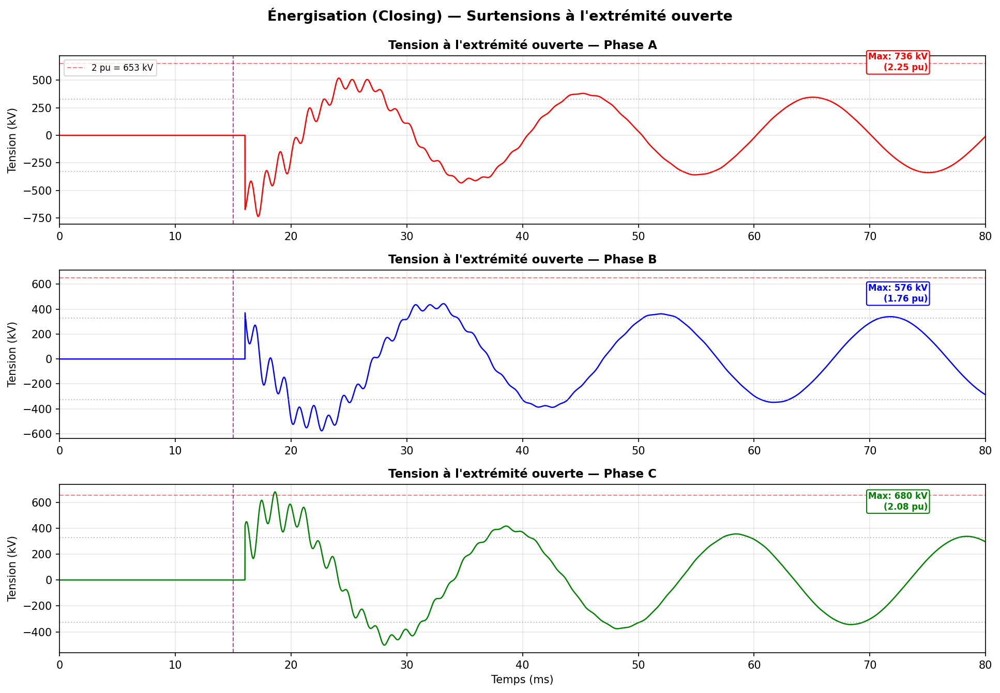 Énergisation (Closing) — Surtensions à l'extrémité ouverte
Tension à l'extrémité ouverte — Phase A
Max: 736 kV
(2.25 pu)
2 pu = 653 kV
Tension (kV)
500
250
0
−250
−500
−750
0 10 20 30 40 50 60 70 80
Tension à l'extrémité ouverte — Phase B
Max: 576 kV
(1.76 pu)
Tension (kV)
600
400
200
0
−200
−400
−600
0 10 20 30 40 50 60 70 80
Tension à l'extrémité ouverte — Phase C
Max: 680 kV
(2.08 pu)
Tension (kV)
600
400
200
0
−200
−400
0 10 20 30 40 50 60 70 80
Temps (ms)